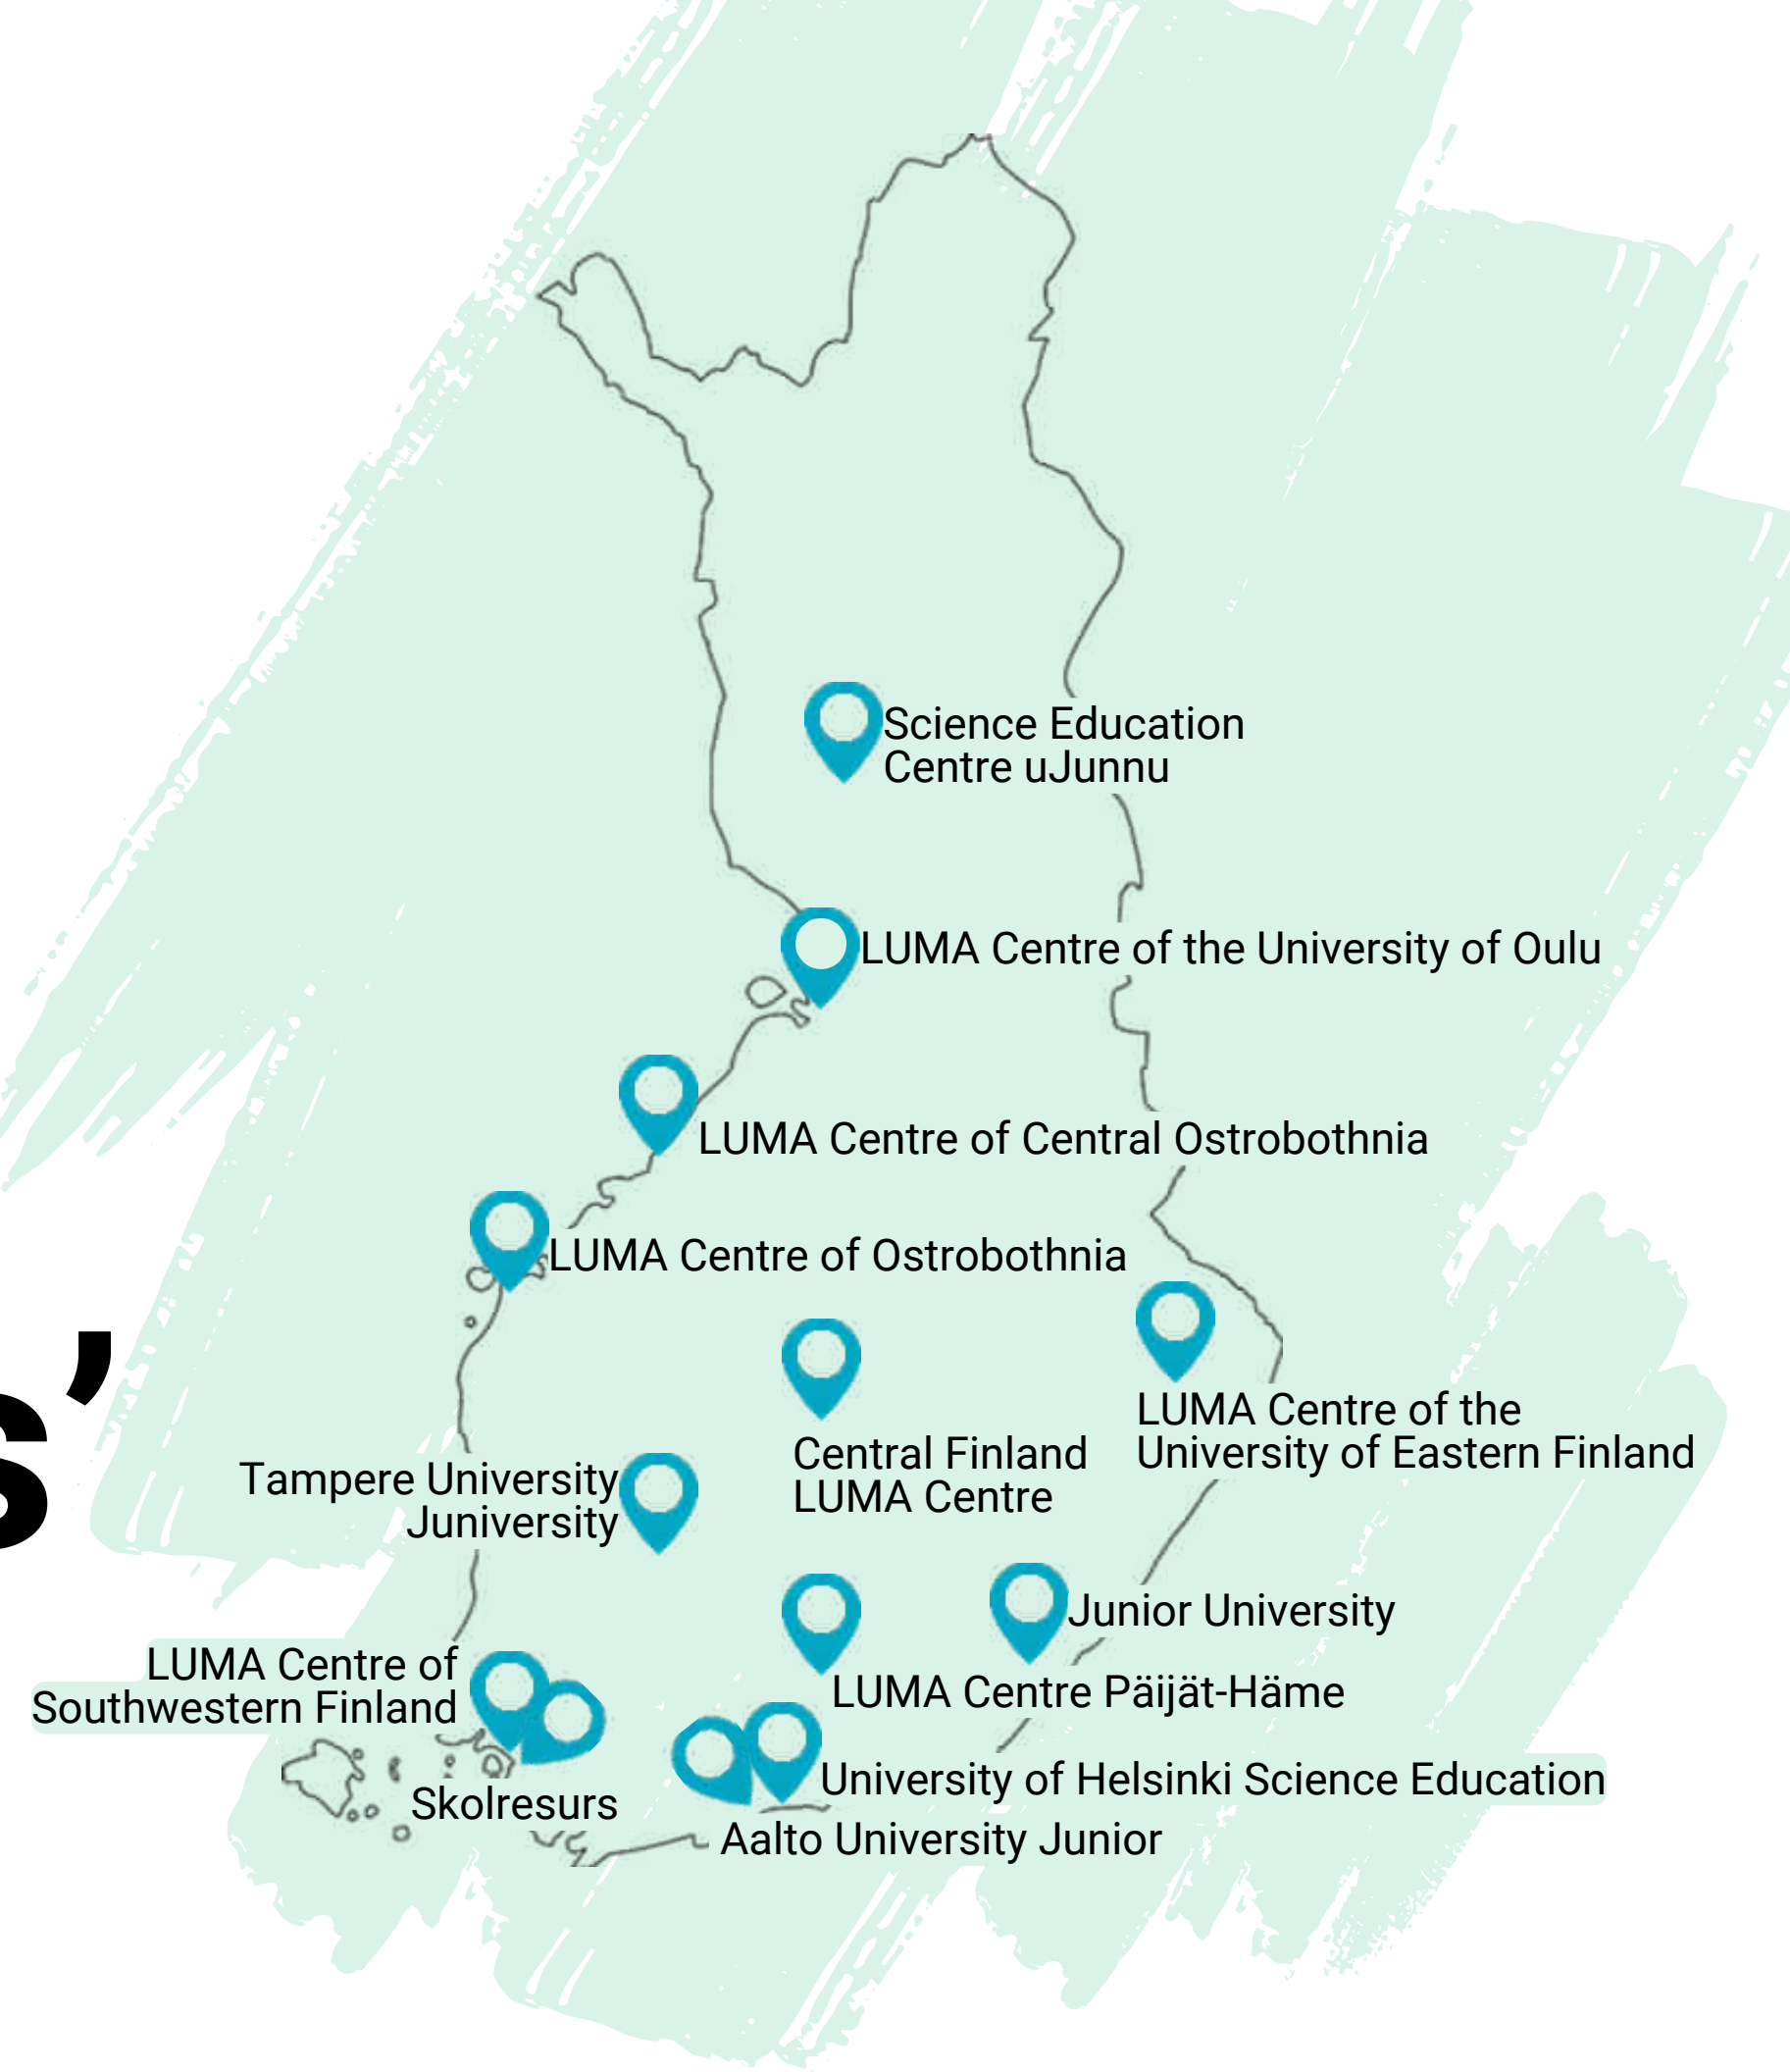 Science Education
Centre uJunnu
LUMA Centre of the University of Oulu
LUMA Centre of Central Ostrobothnia
LUMA Centre of Ostrobothnia
s’
LUMA Centre of the
University of Eastern Finland
Central Finland
LUMA Centre
Tampere University
Juniversity
Junior University
LUMA Centre of
Southwestern Finland
LUMA Centre Päijät-Häme
University of Helsinki Science Education
Skolresurs
Aalto University Junior